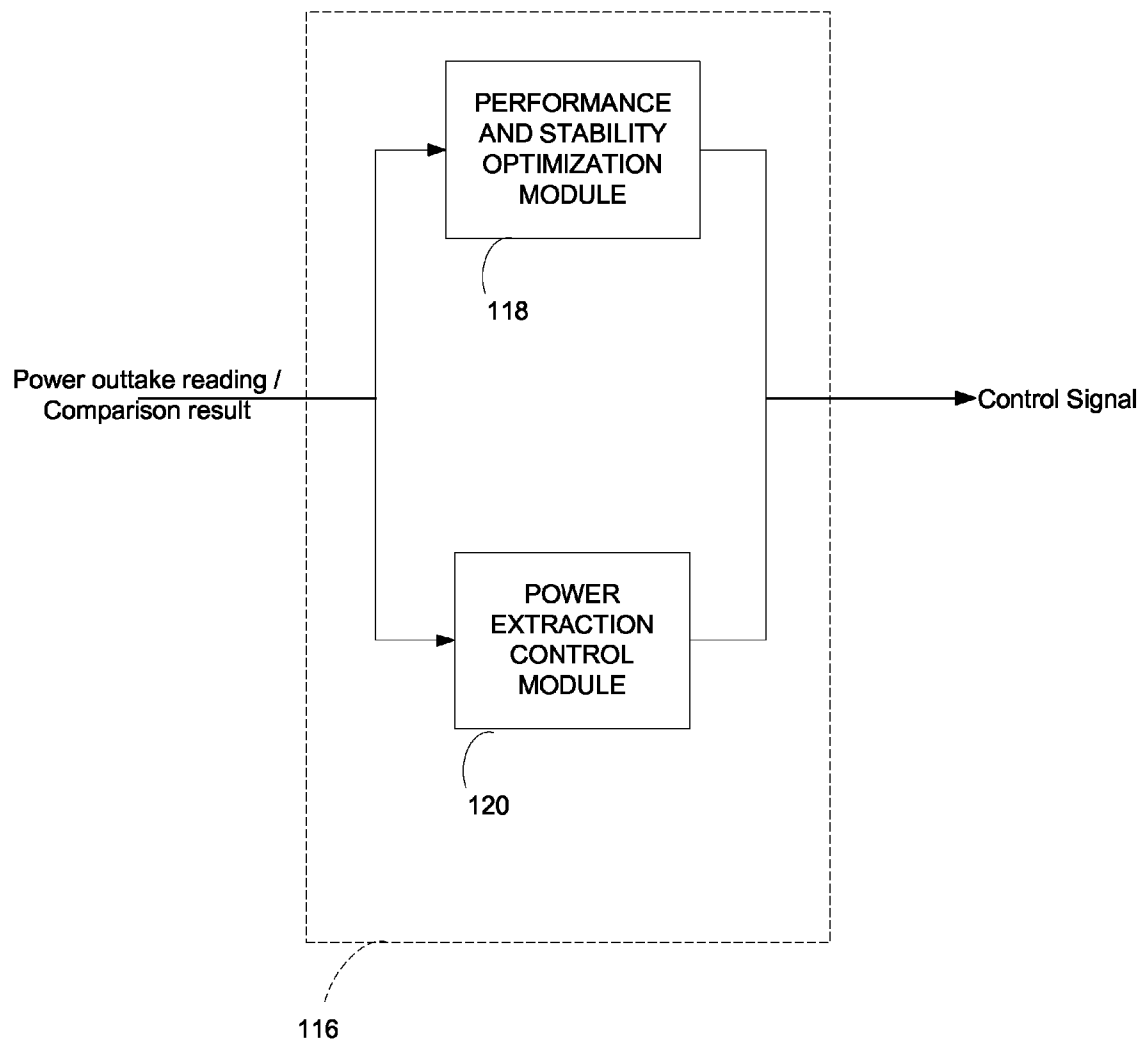 PERFORMANCE
AND STABILITY
OPTIMIZATION
MODULE
118
Power outtake reading /
Comparison result
Control Signal
POWER
EXTRACTION
CONTROL
MODULE
120
116